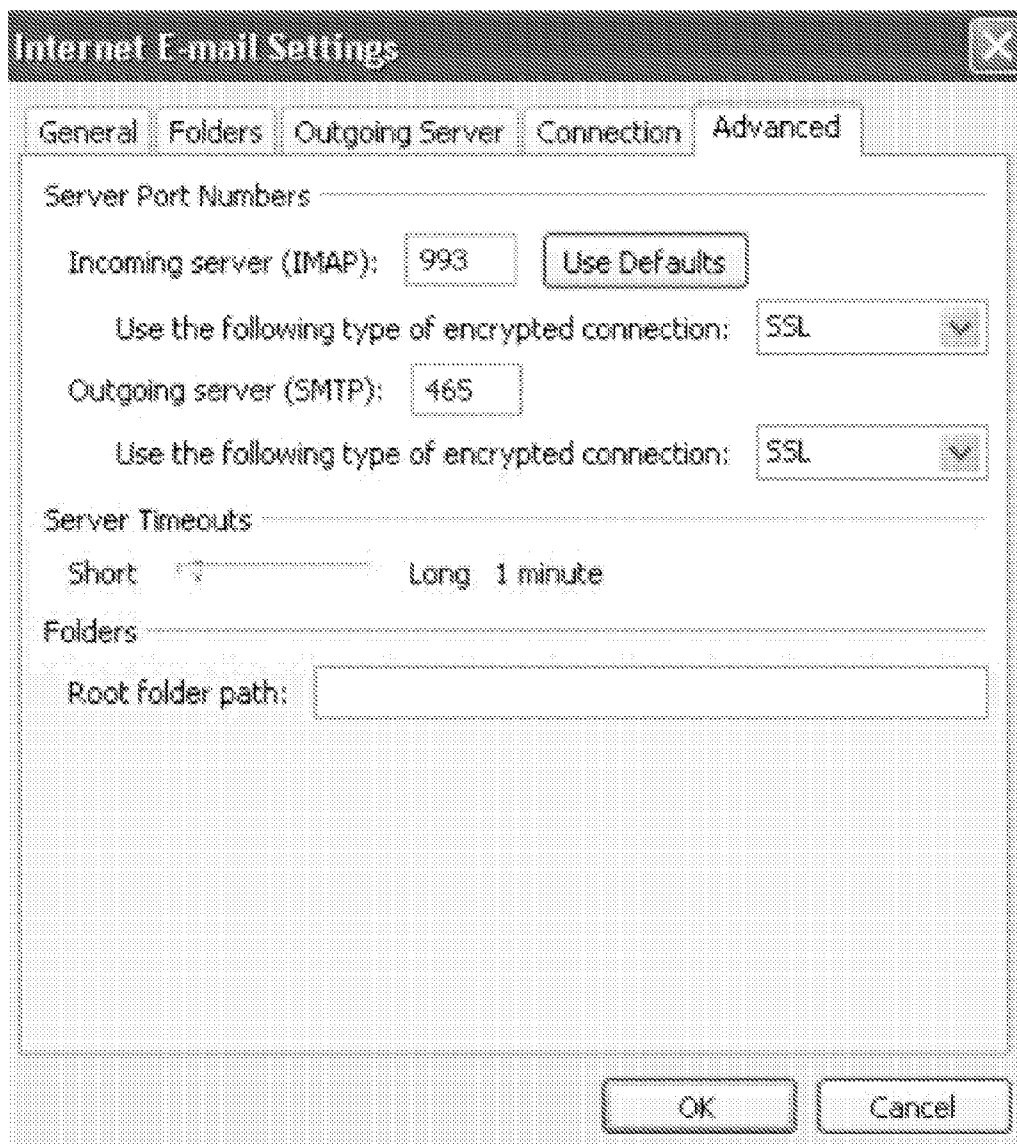 Internet E-mail Settings
General Folders Outgoing Server Connection Advanced
Server Port Numbers
Incoming server (IMAP): 993 Use Defaults
Use the following type of encrypted connection: SSL
Outgoing server (SMTP): 465
Use the following type of encrypted connection: SSL
Server Timeouts
Short Long 1 minute
Folders
Root folder path:
OK Cancel